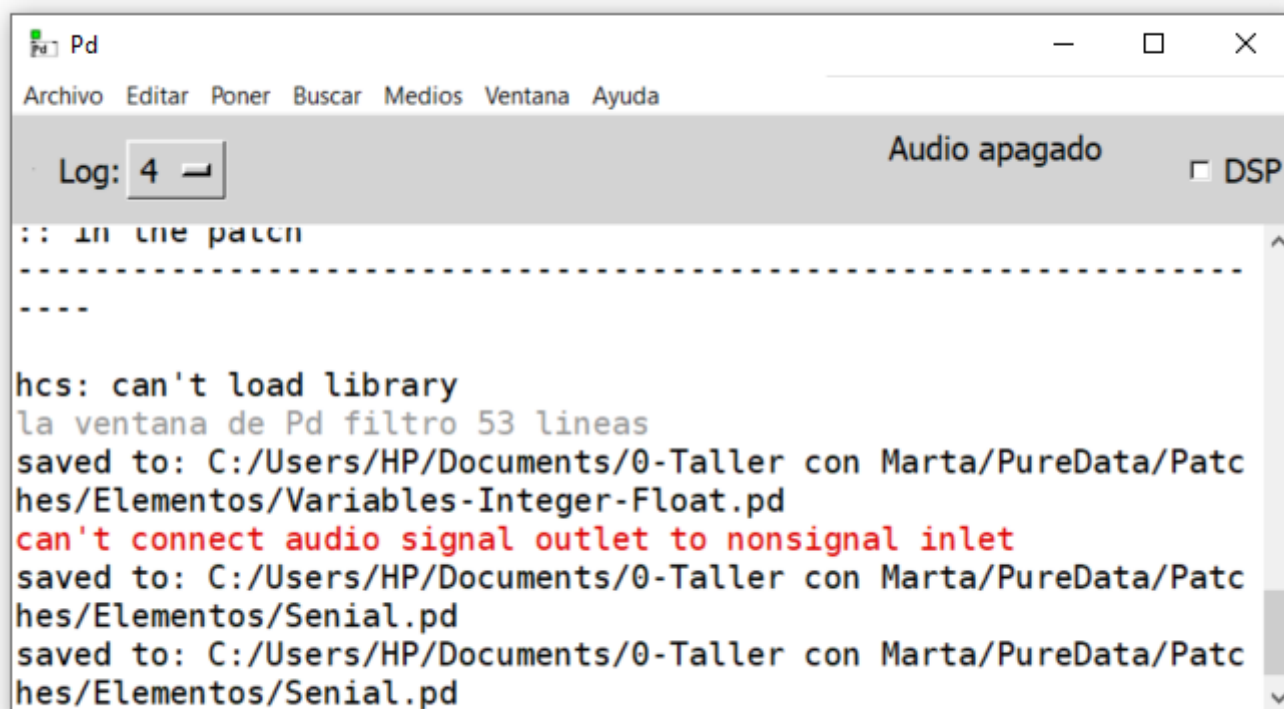 Pd
Archivo Editar Poner Buscar Medios Ventana Ayuda
Log: 4
Audio apagado
DSP
:: in the patch
------------------------------------------------------------------
----
hcs: can't load library
la ventana de Pd filtro 53 lineas
saved to: C:/Users/HP/Documents/0-Taller con Marta/PureData/Patc
hes/Elementos/Variables-Integer-Float.pd
can't connect audio signal outlet to nonsignal inlet
saved to: C:/Users/HP/Documents/0-Taller con Marta/PureData/Patc
hes/Elementos/Senial.pd
saved to: C:/Users/HP/Documents/0-Taller con Marta/PureData/Patc
hes/Elementos/Senial.pd